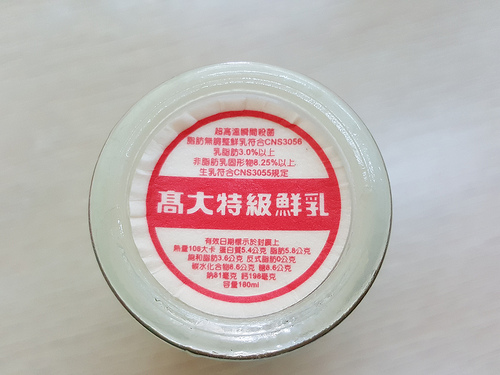 超高溫瞬間殺菌
脂肪無調整鮮乳符合CNS3056
乳脂肪3.0%以上
非脂肪乳固形物8.25%以上
生乳符合CNS3055規定
高大特級鮮乳
有效日期標示於封膜上
熱量108大卡 蛋白質5.4公克 脂肪5.8公克
飽和脂肪3.6公克 反式脂肪0公克
碳水化合物8.6公克 糖8.6公克
鈉81毫克 鈣198毫克
容量180ml